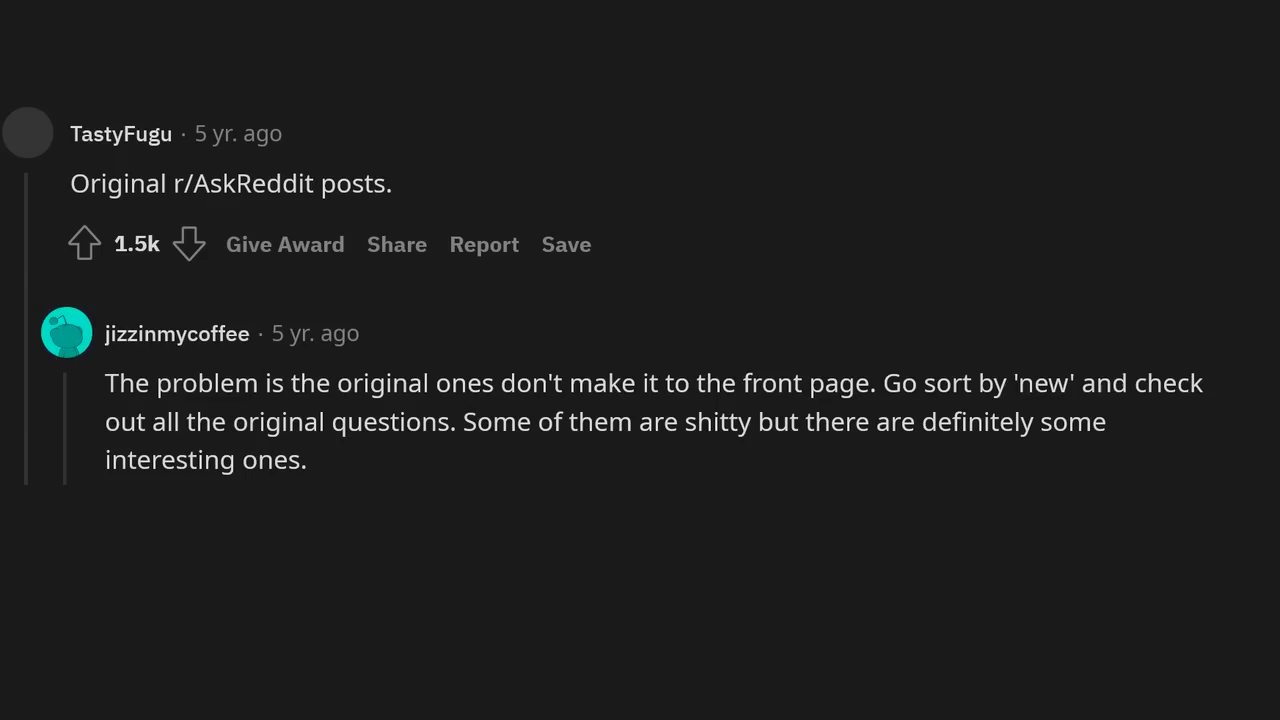 TastyFugu · 5 yr. ago
Original r/AskReddit posts.
1.5k Give Award Share Report Save
jizzinmycoffee · 5 yr. ago
The problem is the original ones don't make it to the front page. Go sort by 'new' and check
out all the original questions. Some of them are shitty but there are definitely some
interesting ones.